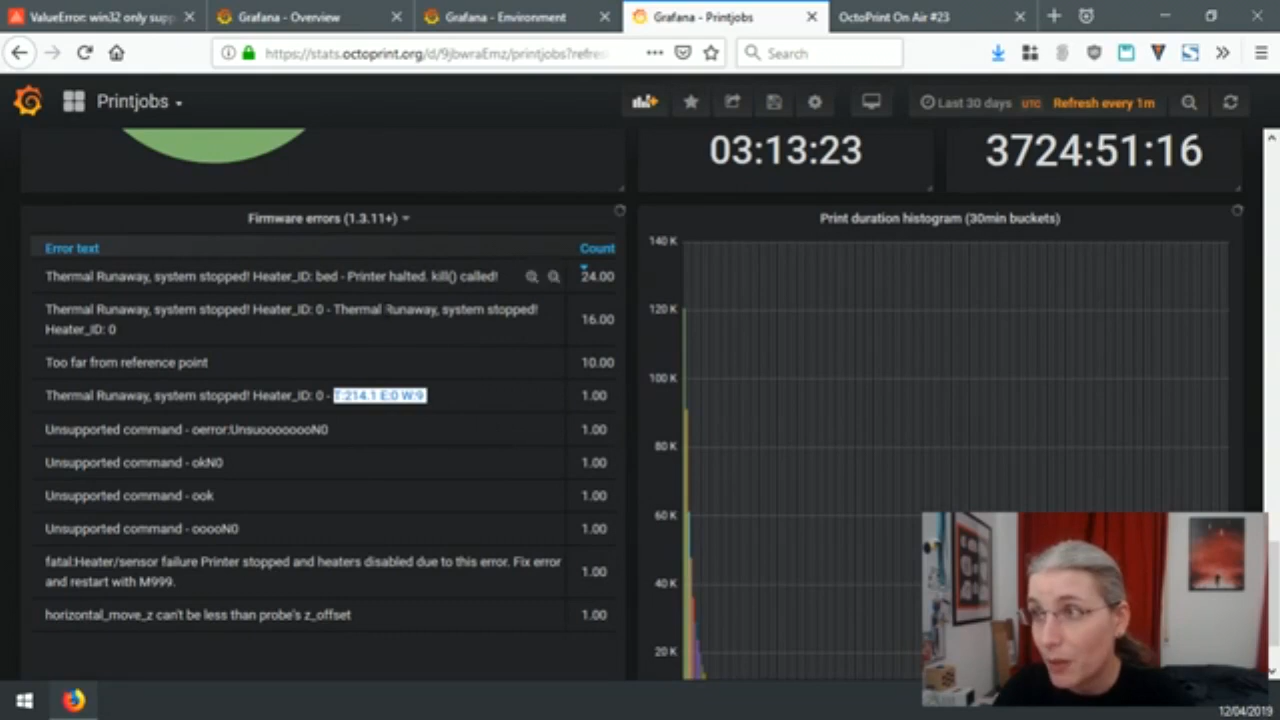 ValueError: win32 only supp
Grafana - Overview
Grafana - Environment
Grafana - Printjobs
OctoPrint On Air #23
https://stats.octoprint.org/d/9jbwraEmz/printjobs?refres
Search
Printjobs
Last 30 days UTC Refresh every 1m
03:13:23
3724:51:16
Firmware errors (1.3.11+)
Error text Count
Thermal Runaway, system stopped! Heater_ID: bed - Printer halted. kill() called! 24.00
Thermal Runaway, system stopped! Heater_ID: 0 - Thermal Runaway, system stopped!
Heater_ID: 0
16.00
Too far from reference point 10.00
Thermal Runaway, system stopped! Heater_ID: 0 - T:214.1 E:0 W:9 1.00
Unsupported command - oerror:UnsuoooooooN0 1.00
Unsupported command - okN0 1.00
Unsupported command - ook 1.00
Unsupported command - ooooN0 1.00
fatal:Heater/sensor failure Printer stopped and heaters disabled due to this error. Fix error
and restart with M999.
1.00
horizontal_move_z can't be less than probe's z_offset 1.00
Print duration histogram (30min buckets)
140 K
120 K
100 K
80 K
60 K
40 K
20 K
12/04/2019